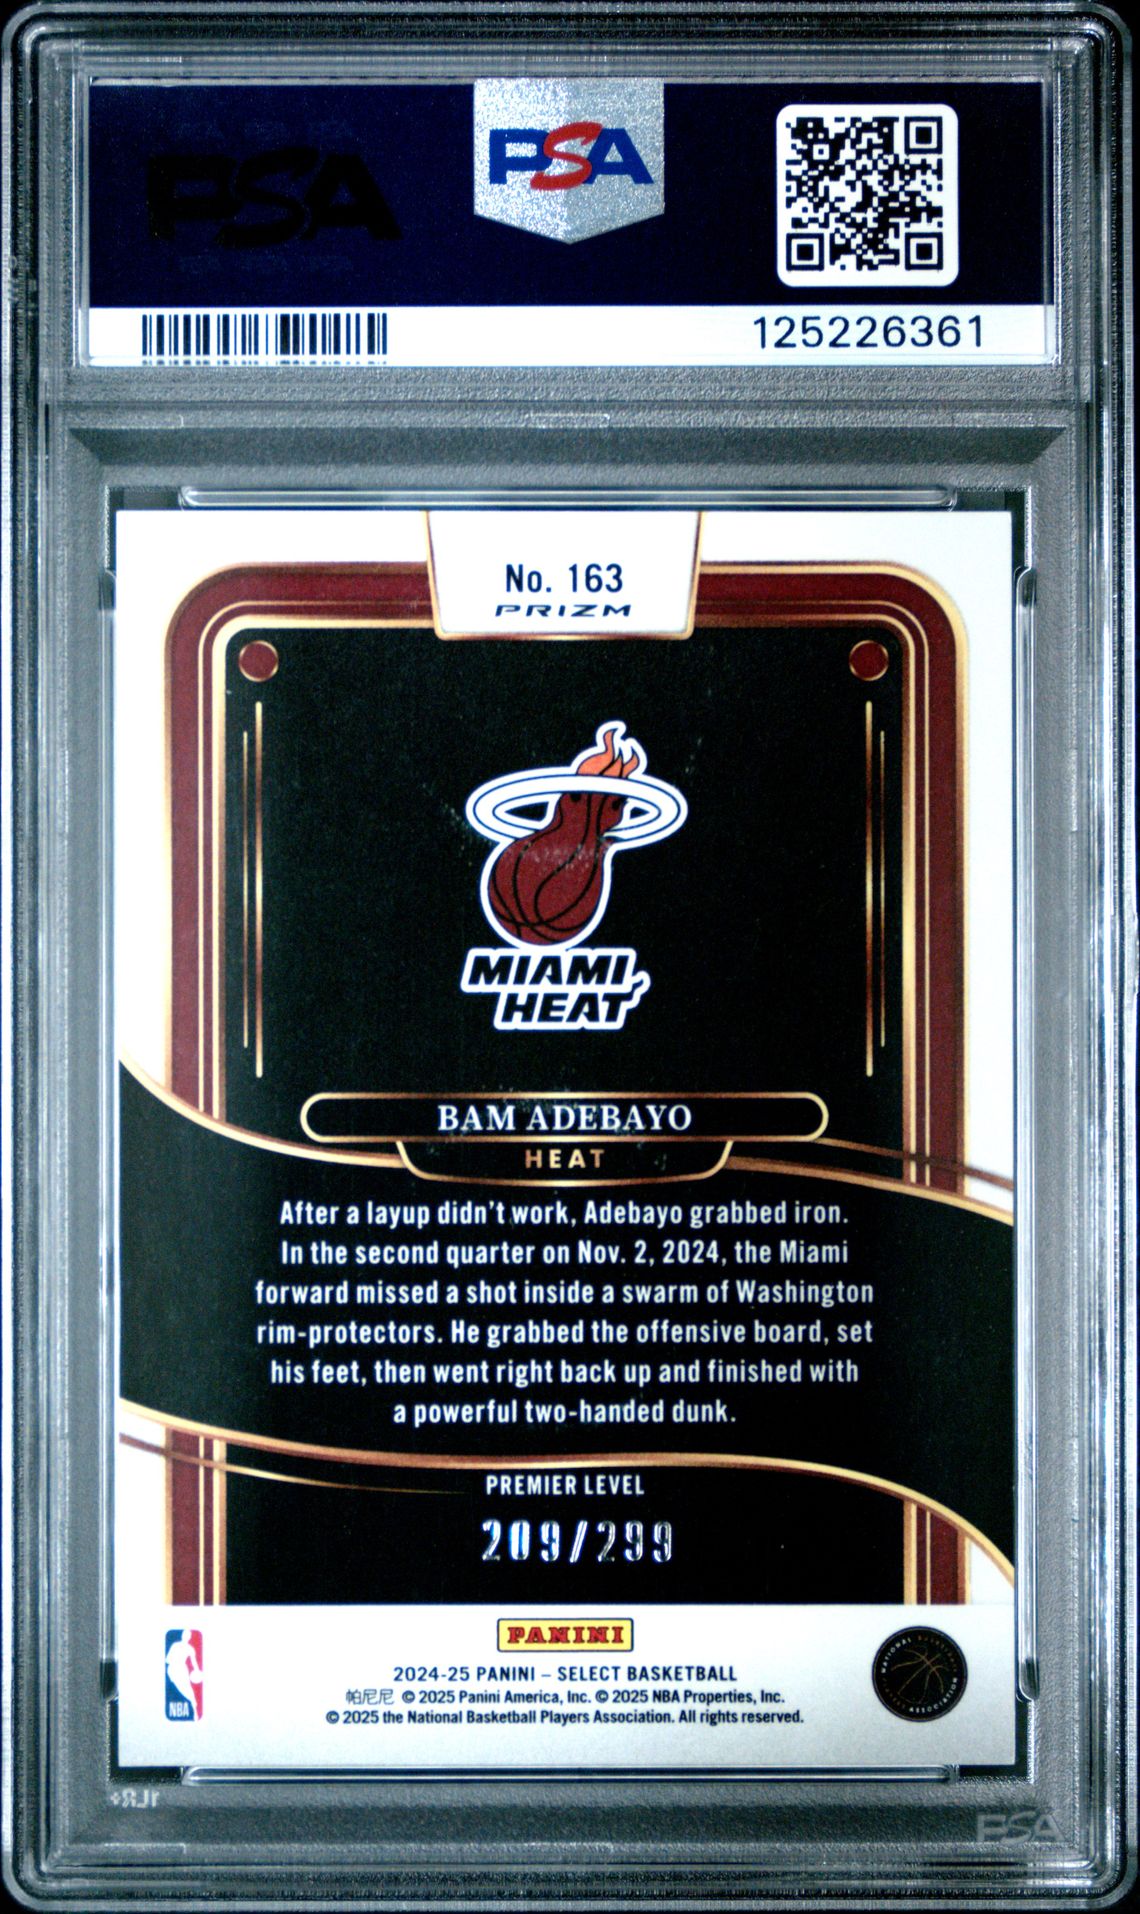 PSA
PSA
125226361
No. 163
PRIZM
MIAMI
HEAT
BAM ADEBAYO
HEAT
After a layup didn't work, Adebayo grabbed iron.
In the second quarter on Nov. 2, 2024, the Miami
forward missed a shot inside a swarm of Washington
rim-protectors. He grabbed the offensive board, set
his feet, then went right back up and finished with
a powerful two-handed dunk.
PREMIER LEVEL
209/299
PANINI
2024-25 PANINI – SELECT BASKETBALL
帕尼尼 © 2025 Panini America, Inc. © 2025 NBA Properties, Inc.
© 2025 the National Basketball Players Association. All rights reserved.
NBA
NATIONAL BASKETBALL PLAYERS ASSOCIATION
PSA